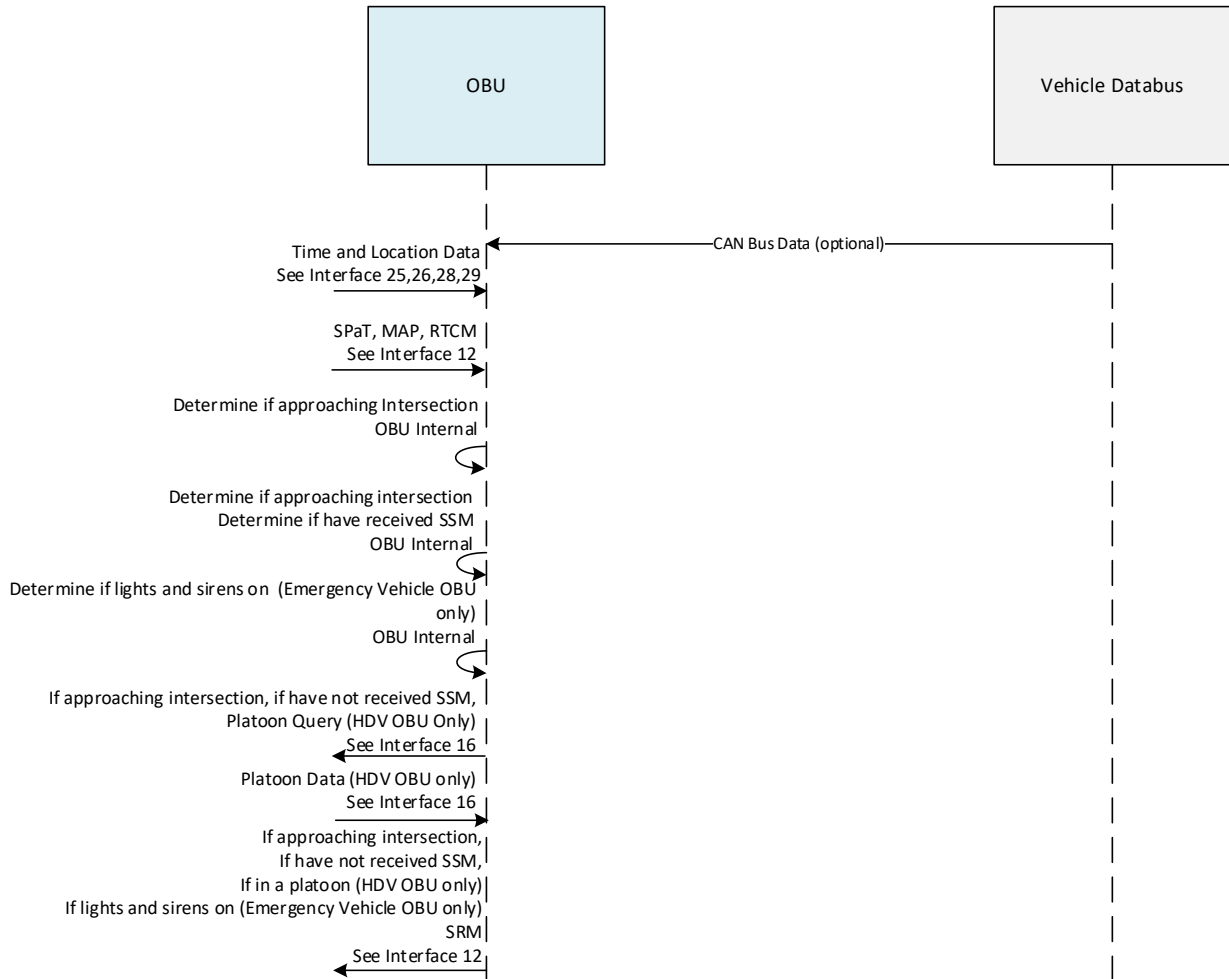 OBU
Vehicle Databus
CAN Bus Data (optional)
Time and Location Data
See Interface 25,26,28,29
SPaT, MAP, RTCM
See Interface 12
Determine if approaching Intersection
OBU Internal
Determine if approaching intersection
Determine if have received SSM
OBU Internal
Determine if lights and sirens on (Emergency Vehicle OBU
only)
OBU Internal
If approaching intersection, if have not received SSM,
Platoon Query (HDV OBU Only)
See Interface 16
Platoon Data (HDV OBU only)
See Interface 16
If approaching intersection,
If have not received SSM,
If in a platoon (HDV OBU only)
If lights and sirens on (Emergency Vehicle OBU only)
SRM
See Interface 12